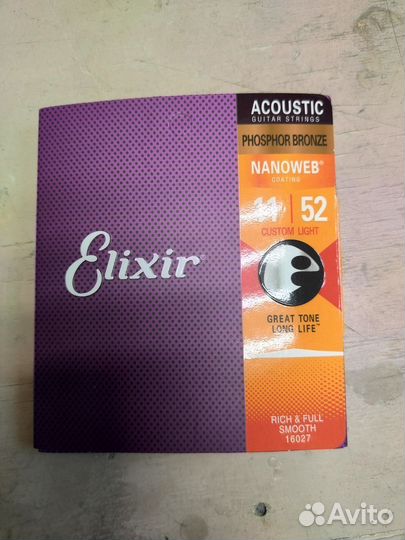 ACOUSTIC
GUITAR STRINGS
PHOSPHOR BRONZE
NANOWEB®
COATING
11 | 52
CUSTOM LIGHT
Elixir
GREAT TONE
LONG LIFE™
RICH & FULL
SMOOTH
16027
Avito